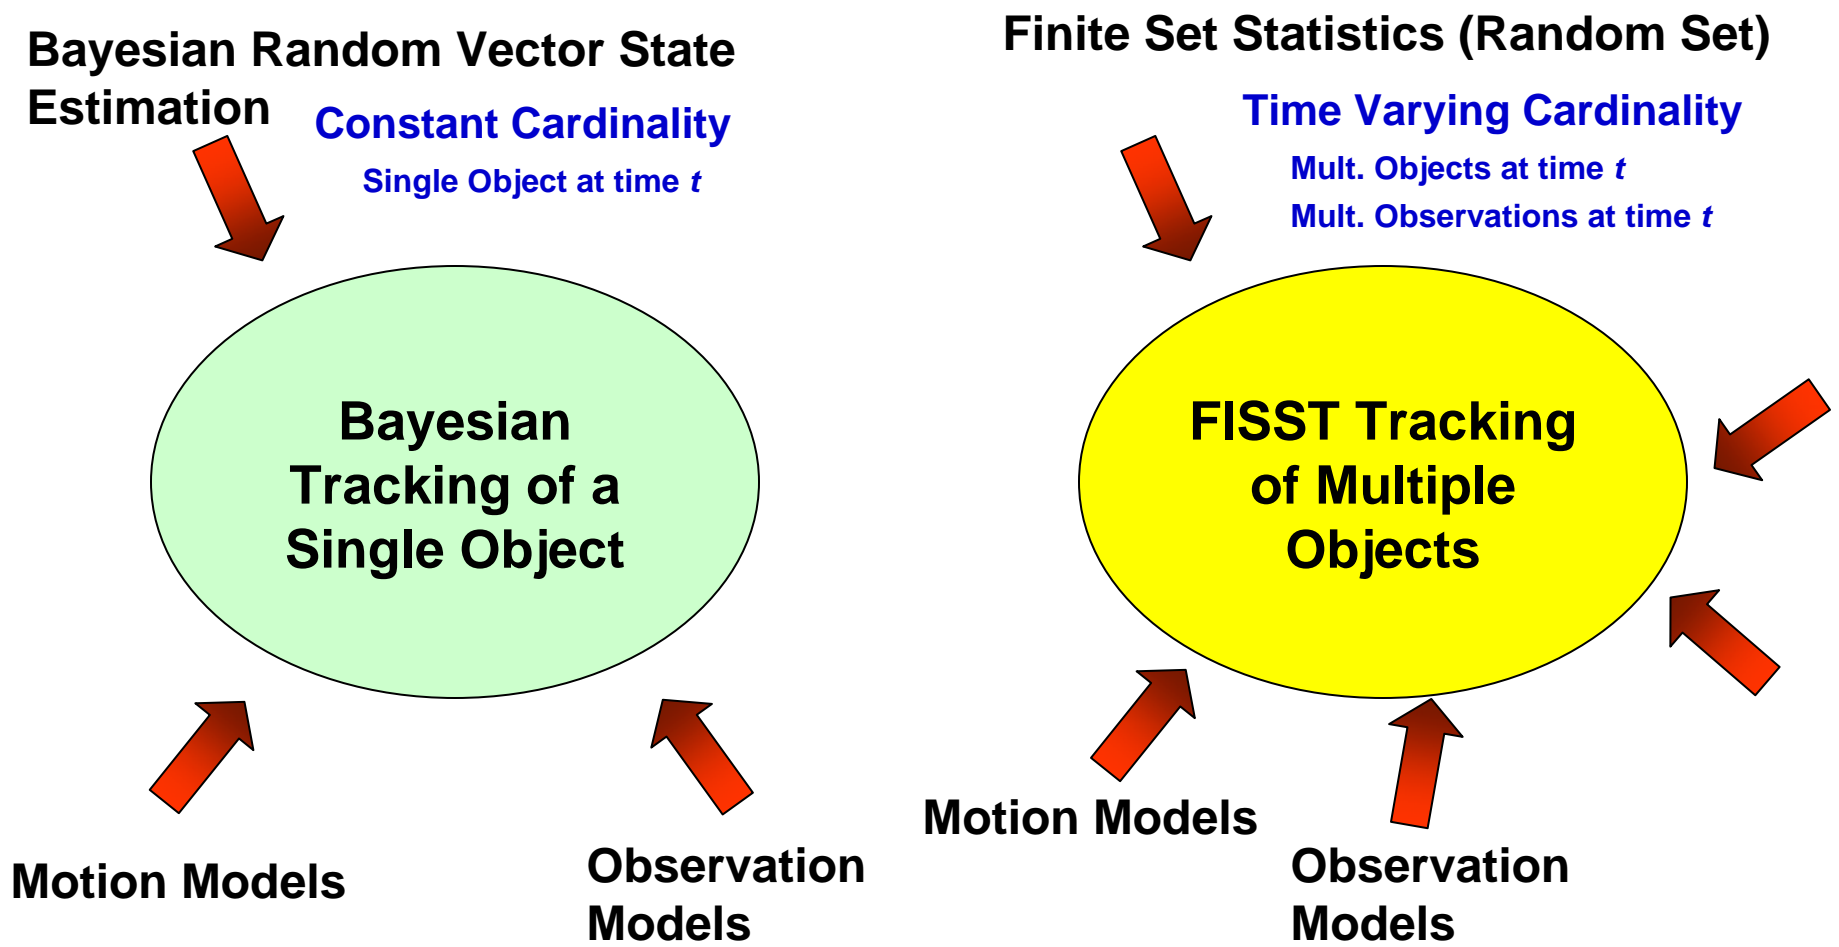 Bayesian Random Vector State
Estimation
Constant Cardinality
Single Object at time t
Bayesian
Tracking of a
Single Object
Motion Models
Observation
Models
Finite Set Statistics (Random Set)
Time Varying Cardinality
Mult. Objects at time t
Mult. Observations at time t
FISST Tracking
of Multiple
Objects
Motion Models
Observation
Models